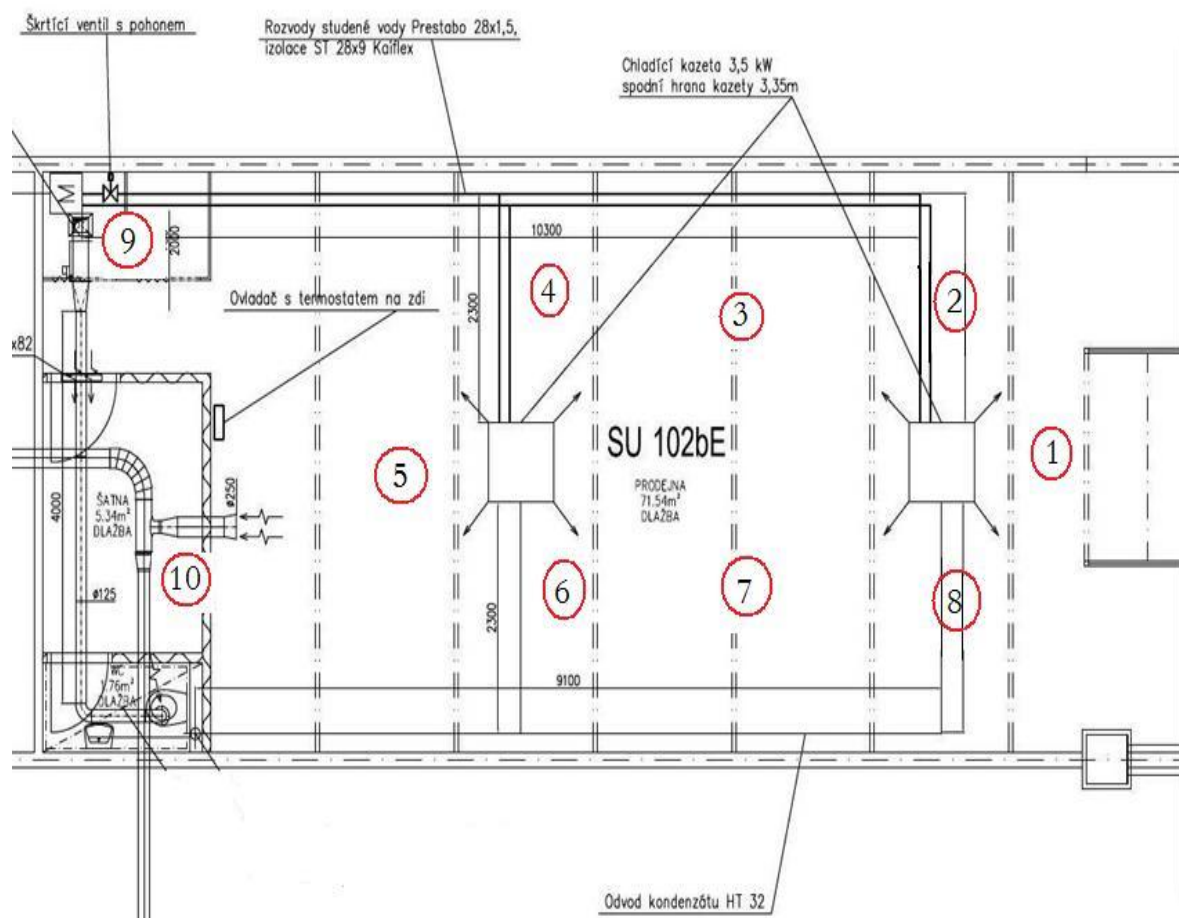 Škrtící ventil s pohonem
Rozvody studené vody Prestabo 28x1,5,
izolace ST 28x9 Kaiflex
Chladící kazeta 3,5 kW
spodní hrana kazety 3,35m
M
9
2000
10300
4
3
2
2300
Ovladač s termostatem na zdi
x82
SU 102bE
PRODEJNA
71.54m²
DLAŽBA
1
5
ø250
4000
ŠATNA
5.34m²
DLAŽBA
10
ø125
6
7
8
2300
WC
1.76m²
DLAŽBA
9100
Odvod kondenzátu HT 32